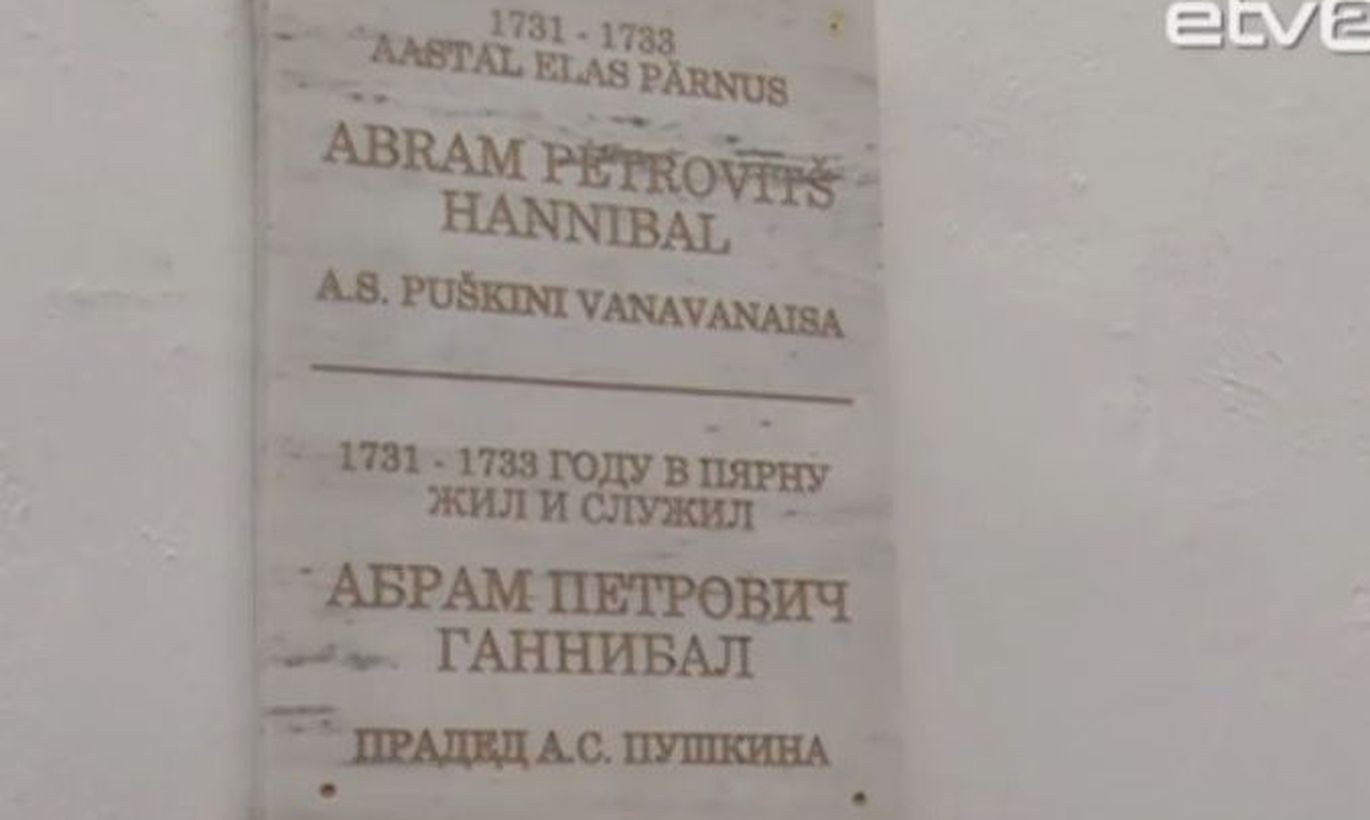 etv2
1731 - 1733
AASTAL ELAS PÄRNUS
ABRAM PETROVITŠ
HANNIBAL
A.S. PUŠKINI VANAVANAISA
1731 - 1733 ГОДУ В ПЯРНУ
ЖИЛ И СЛУЖИЛ
АБРАМ ПЕТРОВИЧ
ГАННИБАЛ
ПРАДЕД А.С. ПУШКИНА